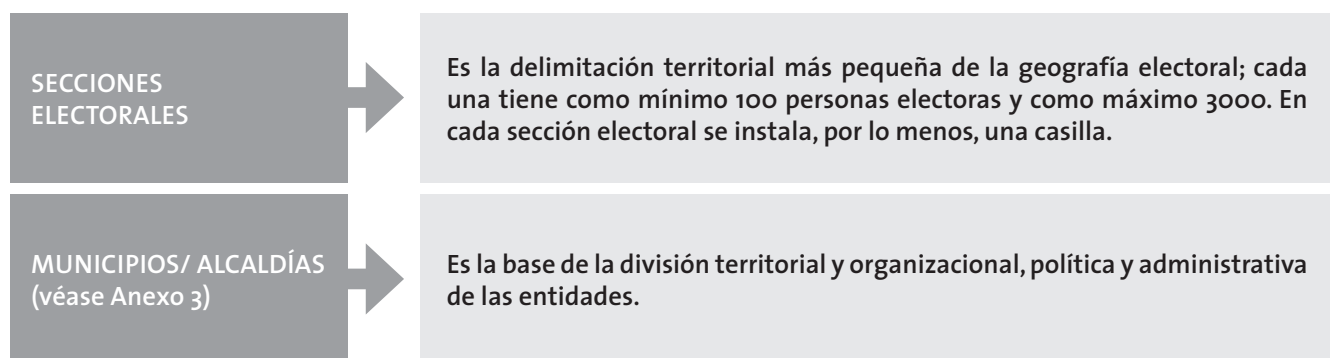 SECCIONES
ELECTORALES
Es la delimitación territorial más pequeña de la geografía electoral; cada
una tiene como mínimo 100 personas electoras y como máximo 3000. En
cada sección electoral se instala, por lo menos, una casilla.
MUNICIPIOS/ ALCALDÍAS
(véase Anexo 3)
Es la base de la división territorial y organizacional, política y administrativa
de las entidades.